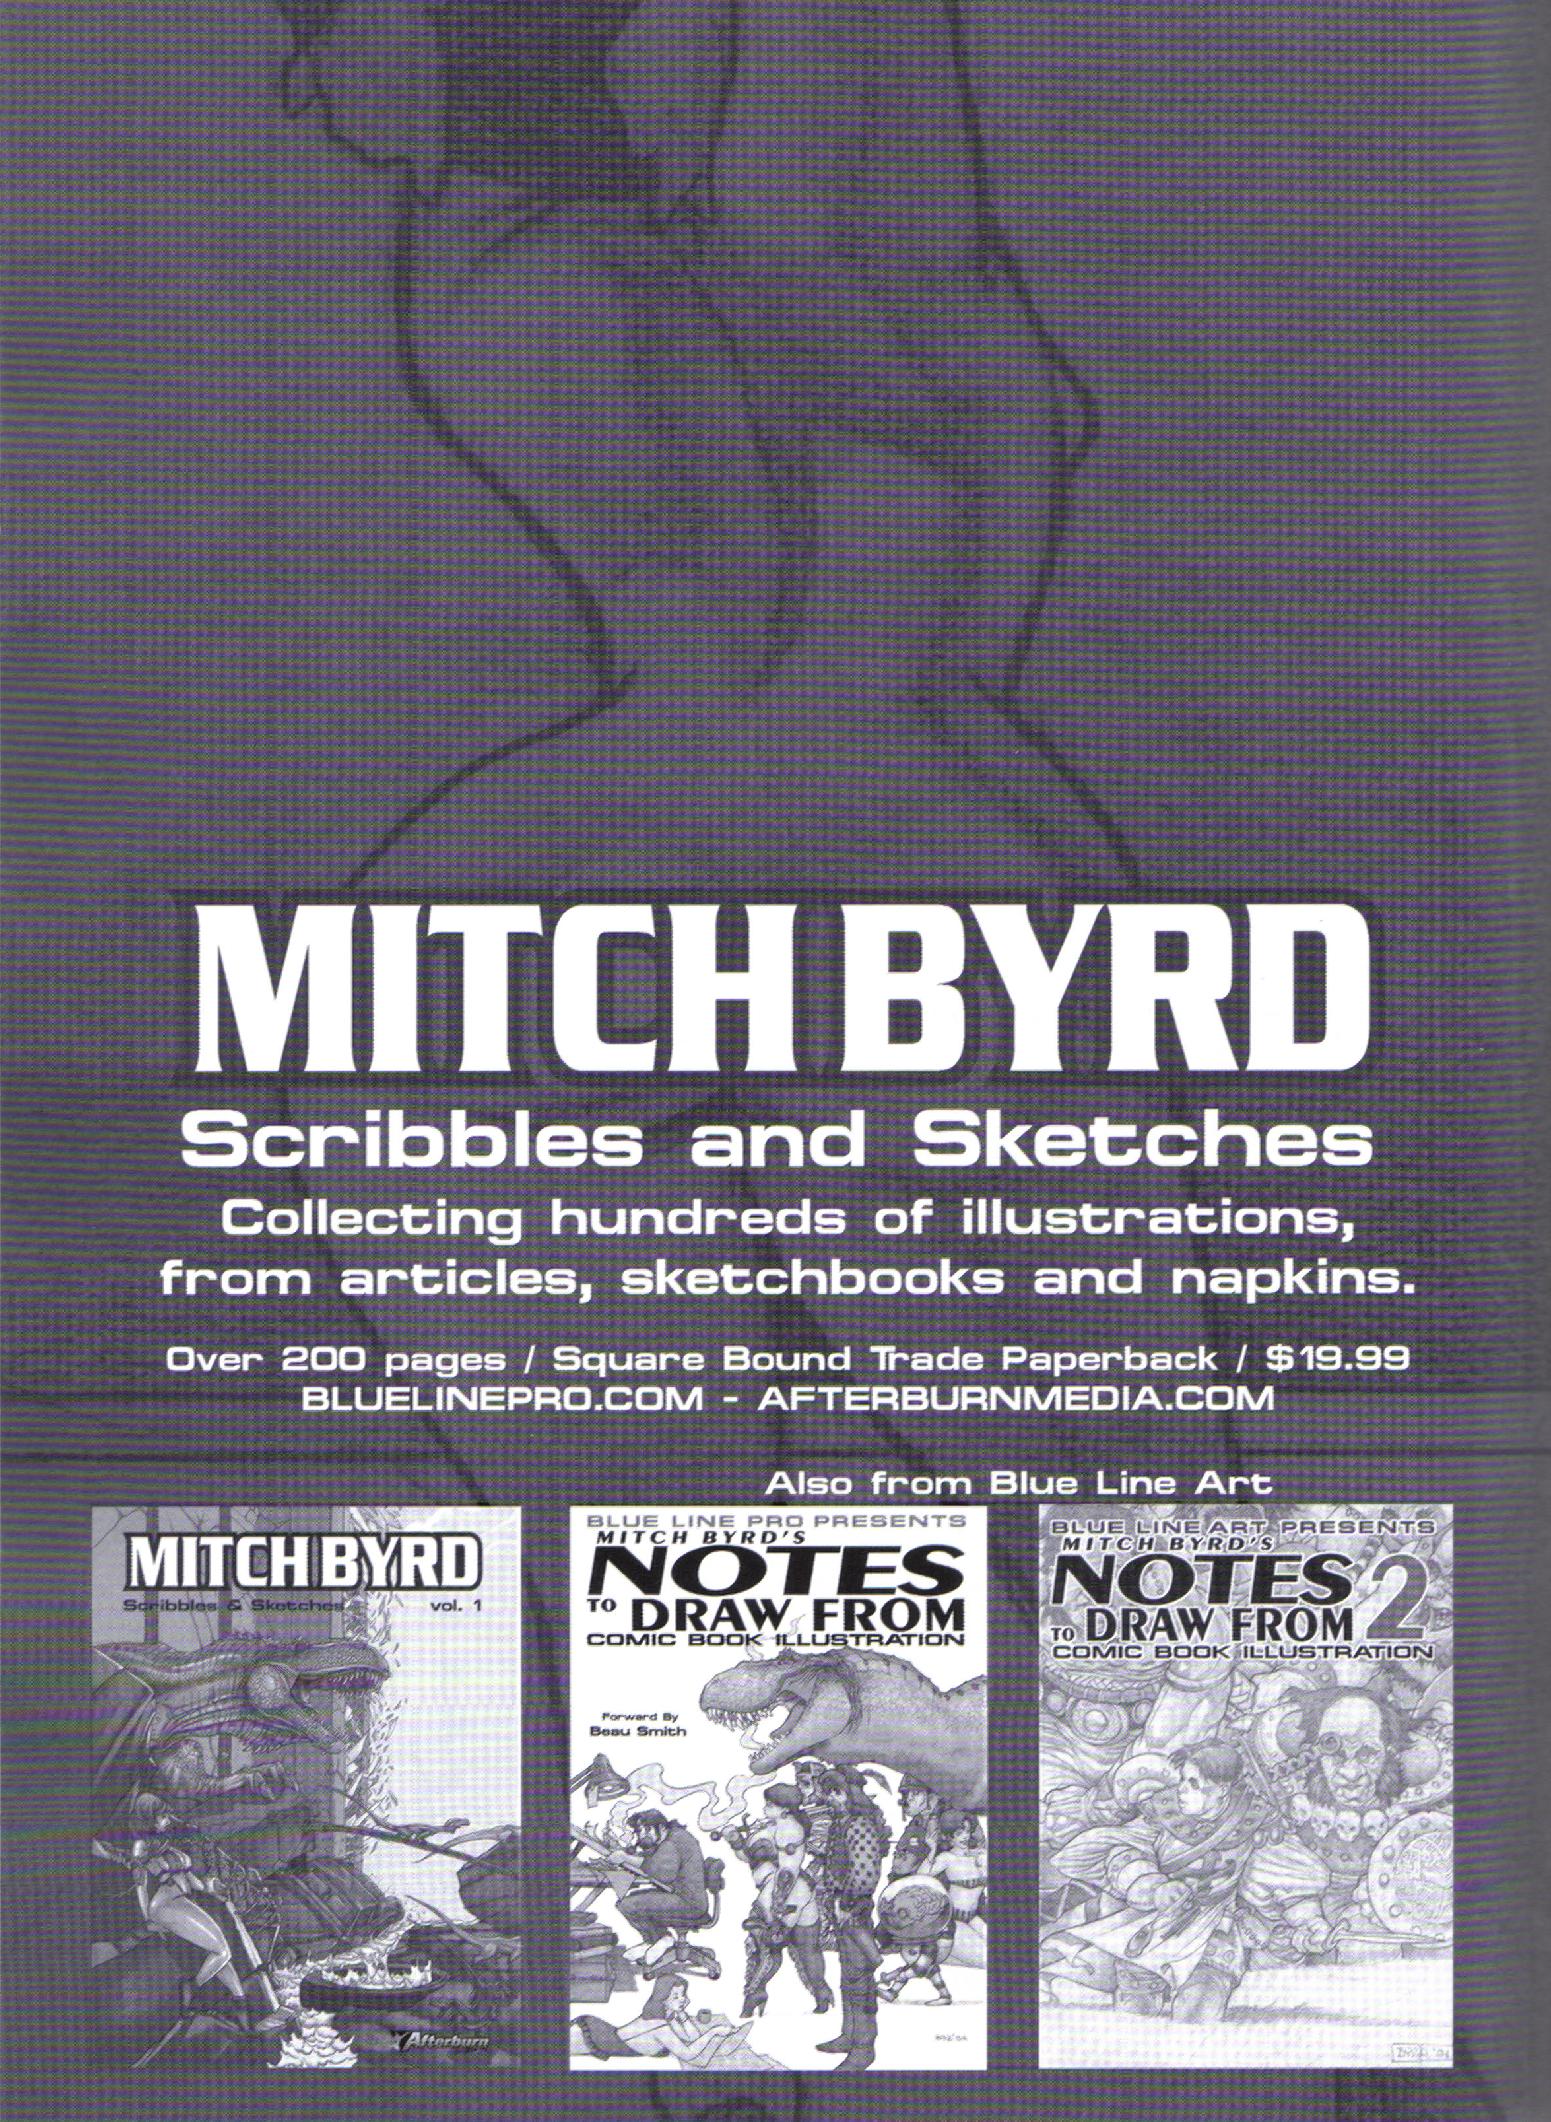 MITCH BYRD
Scribbles and Sketches
Collecting hundreds of illustrations,
from articles, sketchbooks and napkins.
Over 200 pages / Square Bound Trade Paperback / $19.99
BLUELINEPRO.COM - AFTERBURNMEDIA.COM
Also from Blue Line Art
MITCH BYRD
Scribbles & Sketches vol. 1
Afterburn
BLUE LINE PRO PRESENTS
MITCH BYRD'S
NOTES
TO DRAW FROM
COMIC BOOK ILLUSTRATION
Forward By
Beau Smith
BLUE LINE ART PRESENTS
MITCH BYRD'S
NOTES 2
TO DRAW FROM
COMIC BOOK ILLUSTRATION